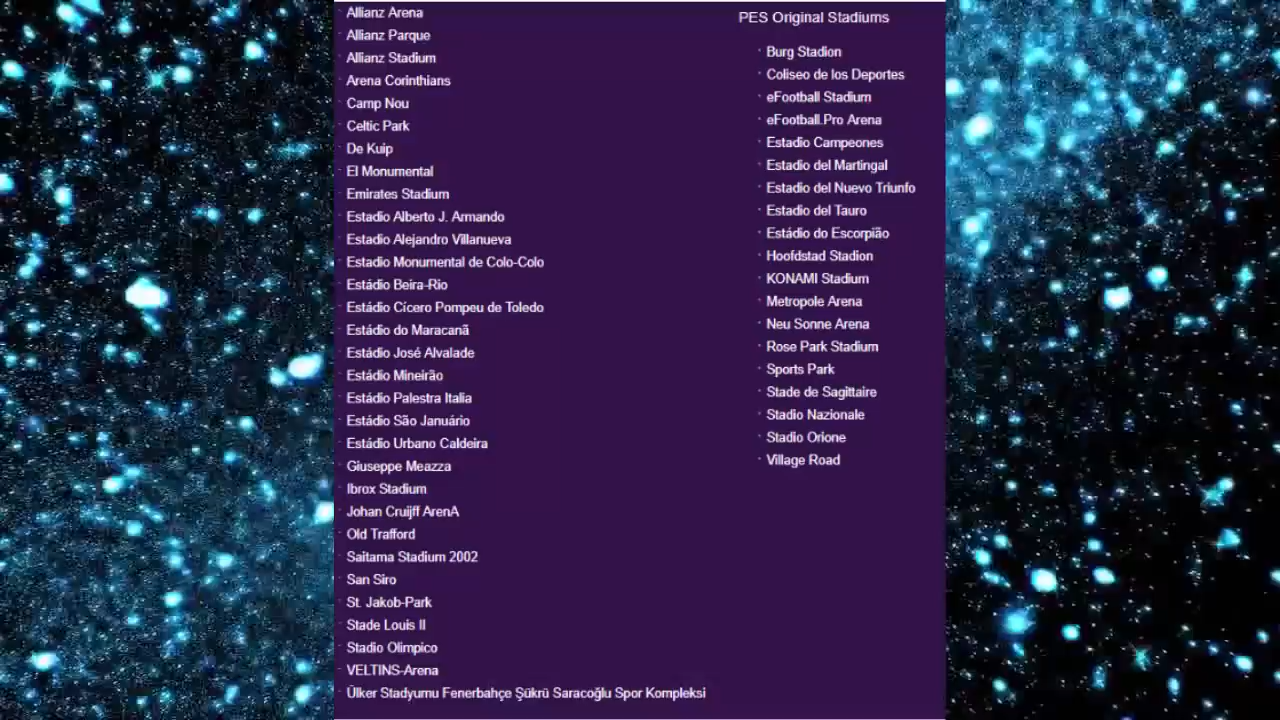 Allianz Arena
Allianz Parque
Allianz Stadium
Arena Corinthians
Camp Nou
Celtic Park
De Kuip
El Monumental
Emirates Stadium
Estadio Alberto J. Armando
Estadio Alejandro Villanueva
Estadio Monumental de Colo-Colo
Estádio Beira-Rio
Estádio Cícero Pompeu de Toledo
Estádio do Maracanã
Estádio José Alvalade
Estádio Mineirão
Estádio Palestra Italia
Estádio São Januário
Estádio Urbano Caldeira
Giuseppe Meazza
Ibrox Stadium
Johan Cruijff ArenA
Old Trafford
Saitama Stadium 2002
San Siro
St. Jakob-Park
Stade Louis II
Stadio Olimpico
VELTINS-Arena
Ülker Stadyumu Fenerbahçe Şükrü Saracoğlu Spor Kompleksi
PES Original Stadiums
Burg Stadion
Coliseo de los Deportes
eFootball Stadium
eFootball.Pro Arena
Estadio Campeones
Estadio del Martingal
Estadio del Nuevo Triunfo
Estadio del Tauro
Estádio do Escorpião
Hoofdstad Stadion
KONAMI Stadium
Metropole Arena
Neu Sonne Arena
Rose Park Stadium
Sports Park
Stade de Sagittaire
Stadio Nazionale
Stadio Orione
Village Road